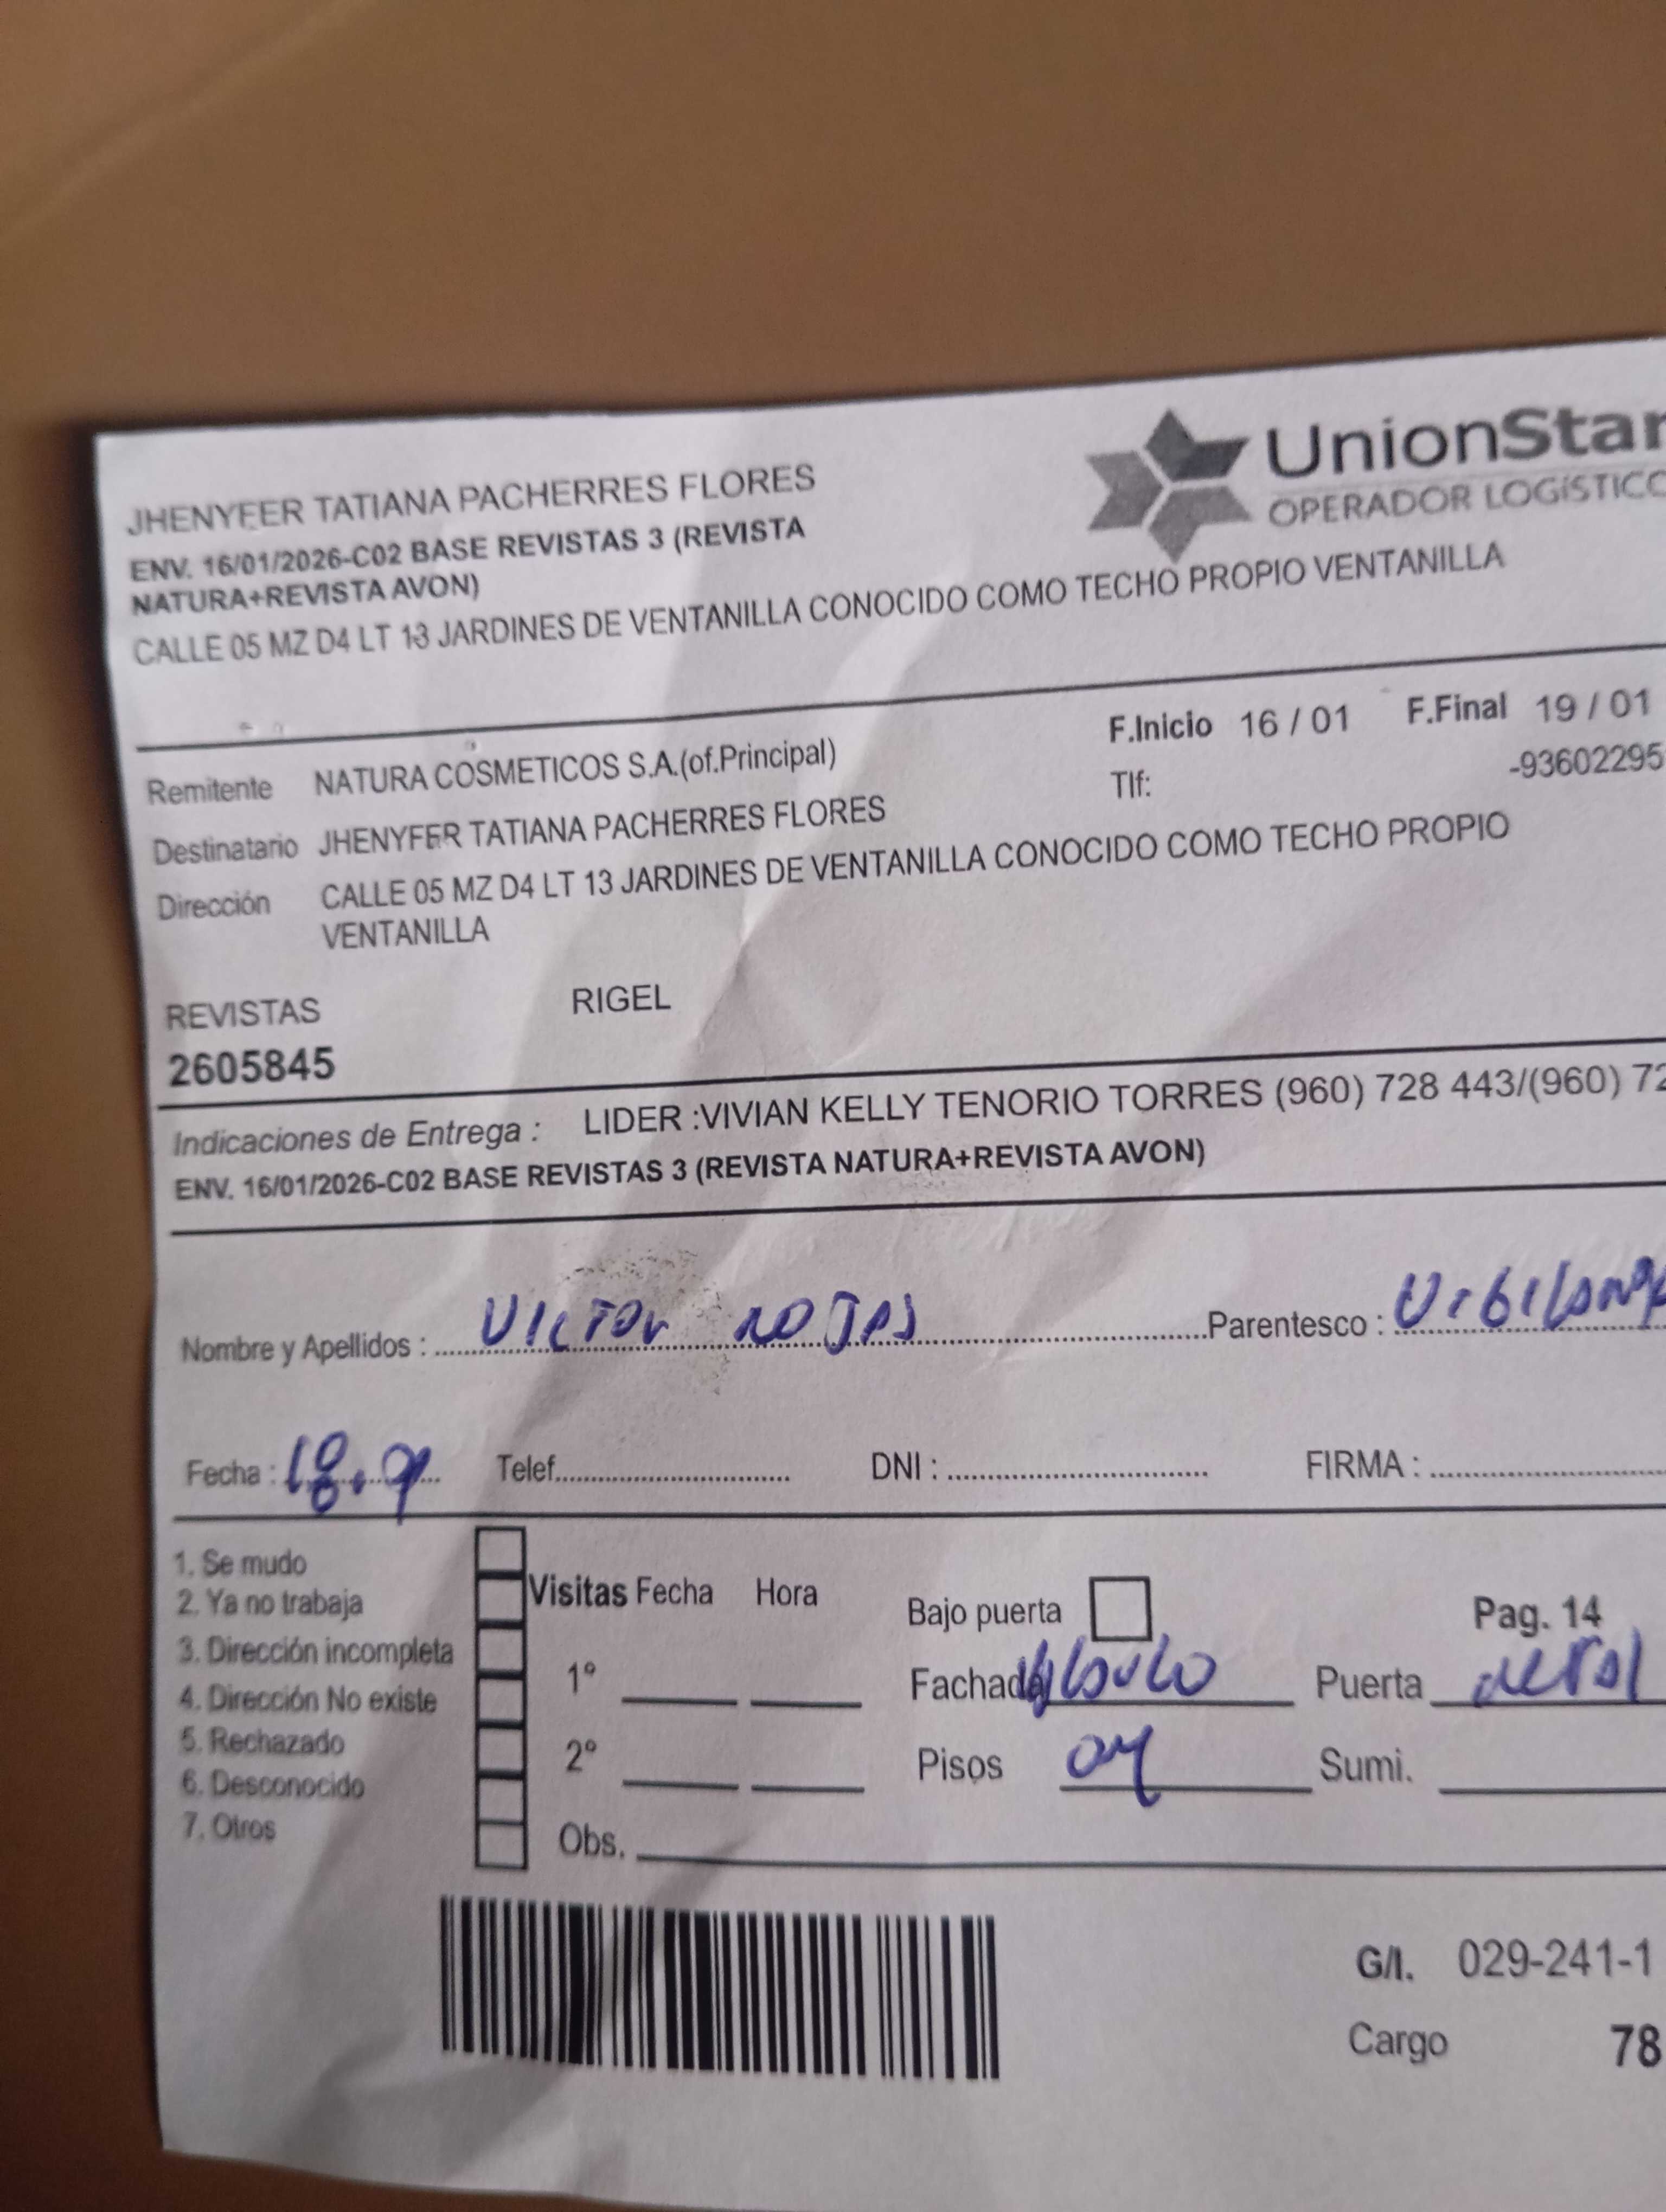 UnionStar
OPERADOR LOGÍSTICO
JHENYFER TATIANA PACHERRES FLORES
ENV. 16/01/2026-C02 BASE REVISTAS 3 (REVISTA
NATURA+REVISTA AVON)
CALLE 05 MZ D4 LT 13 JARDINES DE VENTANILLA CONOCIDO COMO TECHO PROPIO VENTANILLA
F.Inicio 16 / 01 F.Final 19 / 01
Remitente NATURA COSMETICOS S.A.(of.Principal) Tlf: -93602295
Destinatario JHENYFER TATIANA PACHERRES FLORES
Dirección CALLE 05 MZ D4 LT 13 JARDINES DE VENTANILLA CONOCIDO COMO TECHO PROPIO
VENTANILLA
REVISTAS RIGEL
2605845
Indicaciones de Entrega : LIDER :VIVIAN KELLY TENORIO TORRES (960) 728 443/(960) 72
ENV. 16/01/2026-C02 BASE REVISTAS 3 (REVISTA NATURA+REVISTA AVON)
Nombre y Apellidos : VICTOR ROJAS Parentesco :
Fecha : Telef. DNI : FIRMA :
1. Se mudo
2. Ya no trabaja
3. Dirección incompleta
4. Dirección No existe
5. Rechazado
6. Desconocido
7. Otros
Visitas Fecha Hora
1º
2º
Obs.
Bajo puerta Pag. 14
Fachada Puerta
Pisos Sumi.
G/I. 029-241-1
Cargo 78